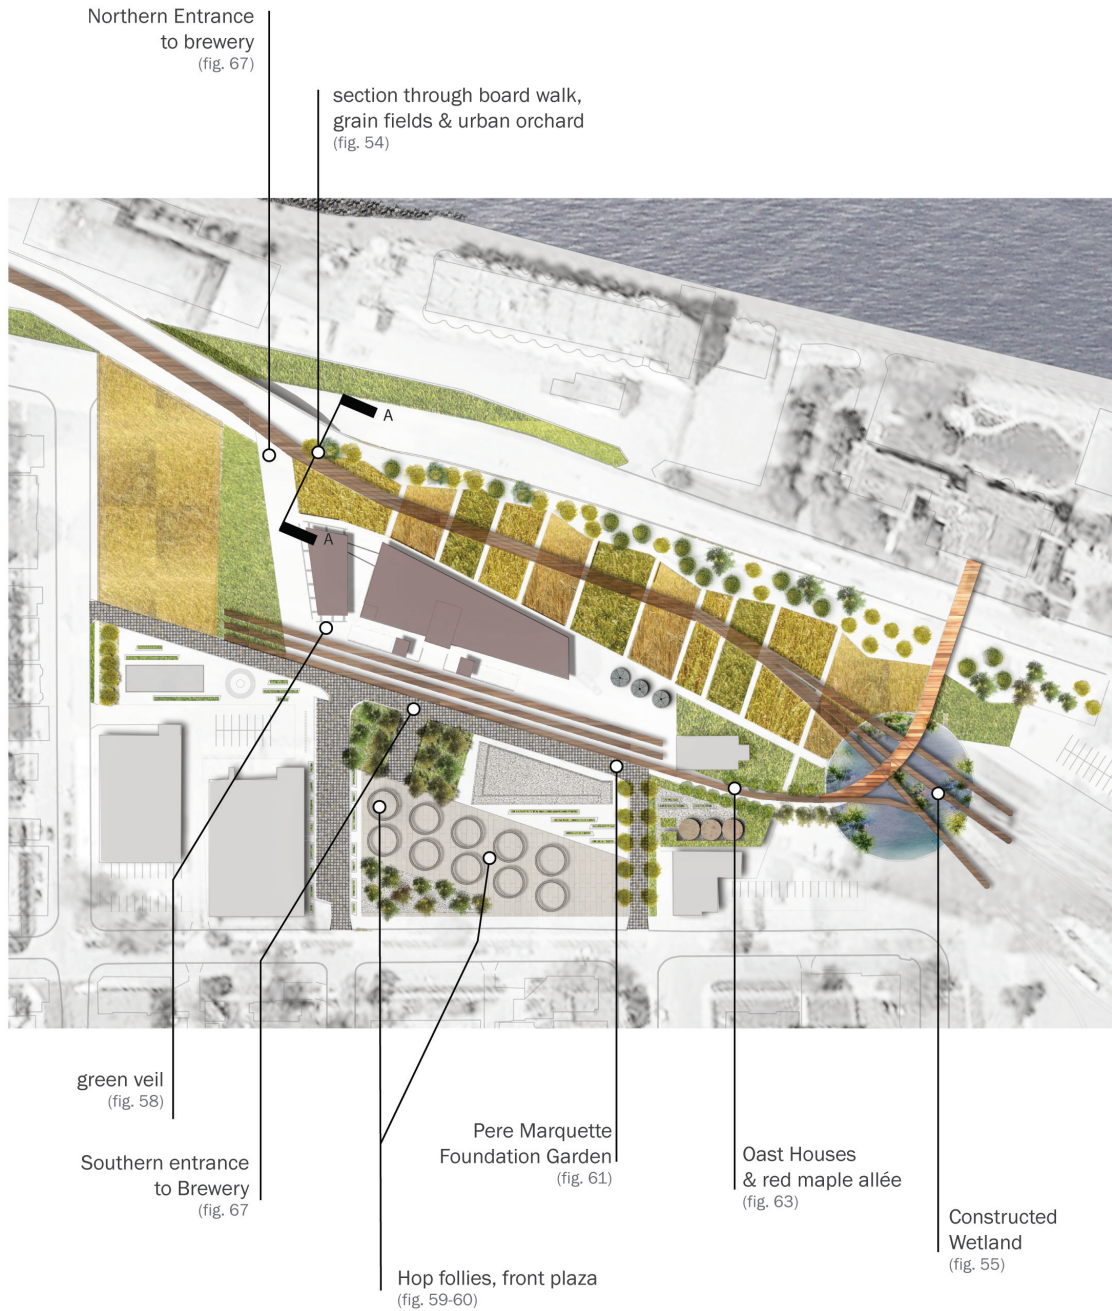 Northern Entrance
to brewery
(fig. 67)
section through board walk,
grain fields & urban orchard
(fig. 54)
A
A
green veil
(fig. 58)
Southern entrance
to Brewery
(fig. 67
Pere Marquette
Foundation Garden
(fig. 61)
Oast Houses
& red maple allée
(fig. 63)
Constructed
Wetland
(fig. 55)
Hop follies, front plaza
(fig. 59-60)